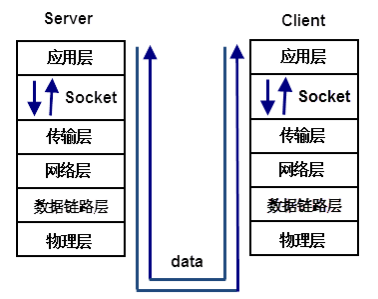 Server
应用层
Socket
传输层
网络层
数据链路层
物理层
Client
应用层
Socket
传输层
网络层
数据链路层
物理层
data